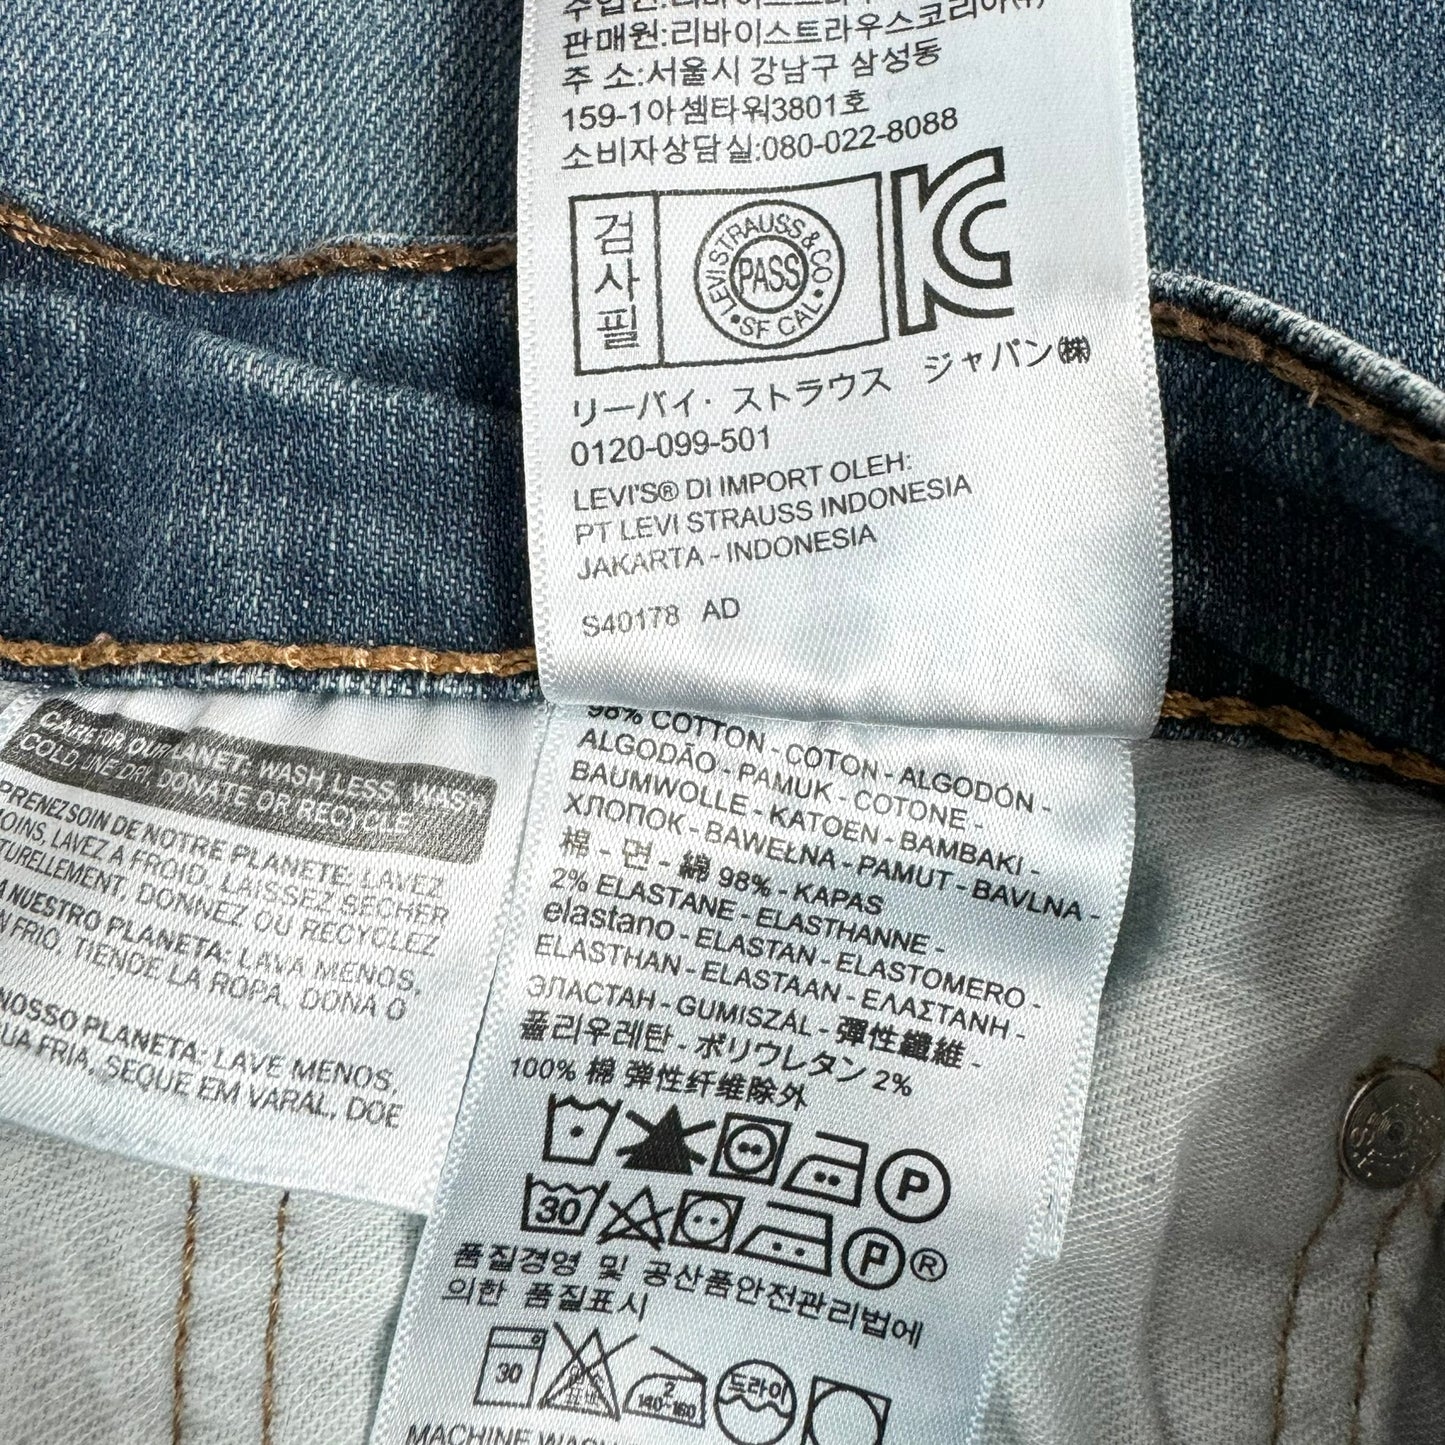 판매원:리바이스트라우스코리아(주)
주 소:서울시 강남구 삼성동
159-1아셈타워3801호
소비자상담실:080-022-8088
검사필
LEVI STRAUSS & CO
PASS
SF CAL
KC
リーバイ・ストラウス ジャパン㈱
0120-099-501
LEVI'S® DI IMPORT OLEH:
PT LEVI STRAUSS INDONESIA
JAKARTA - INDONESIA
S40178 AD
CARE FOR OUR PLANET: WASH LESS, WASH
COLD, LINE DRY, DONATE OR RECYCLE
PRENEZ SOIN DE NOTRE PLANETE: LAVEZ
MOINS, LAVEZ A FROID, LAISSEZ SECHER
DONNEZ OU RECYCLEZ
NUESTRO PLANETA: LAVA MENOS,
FRIO, TIENDE LA ROPA, DONA O
NOSSO PLANETA: LAVE MENOS,
FRIA, SEQUE EM VARAL, DOE
98% COTTON - COTON - ALGODÓN -
ALGODÃO - PAMUK - COTONE -
BAUMWOLLE - KATOEN - BAMBAKI -
ХЛОПОК - BAWEŁNA - PAMUT - BAVLNA -
棉 - 면 - 綿 98% - KAPAS
2% ELASTANE - ELASTHANNE -
elastano - ELASTAN - ELASTOMERO -
ELASTHAN - ELASTAAN - ΕΛΑΣΤΑΝΗ -
ЭЛАСТАН - GUMISZÁL - 彈性纖維 -
폴리우레탄 - ポリウレタン 2%
100% 棉 弹性纤维除外
P
30 P ®
품질경영 및 공산품안전관리법에
의한 품질표시
30 2 140-160 드라이
MACHINE WASH